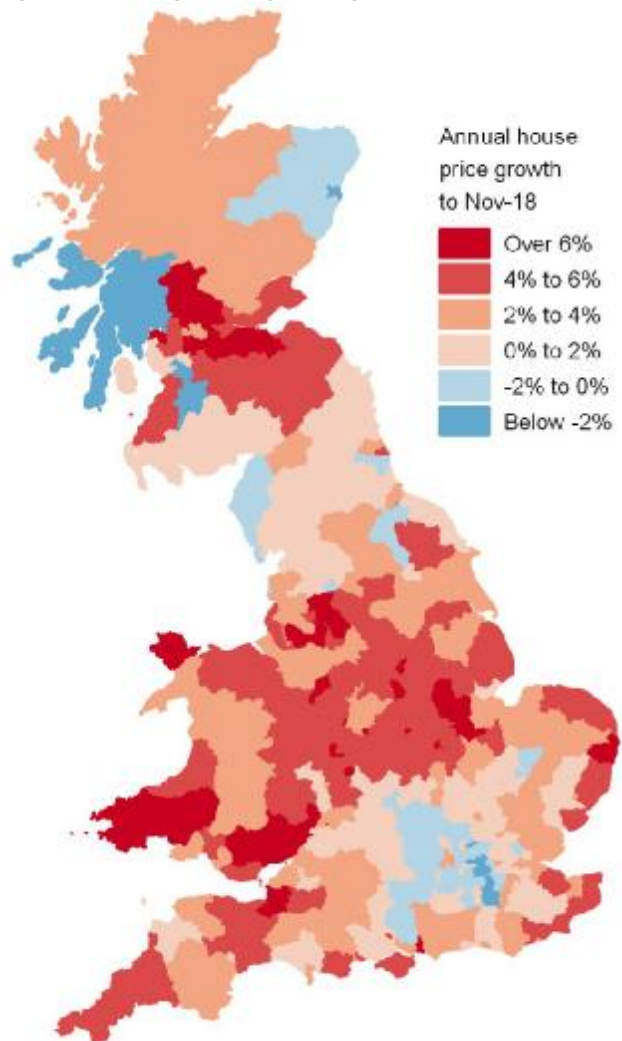 Annual house
price growth
to Nov-18
Over 6%
4% to 6%
2% to 4%
0% to 2%
-2% to 0%
Below -2%